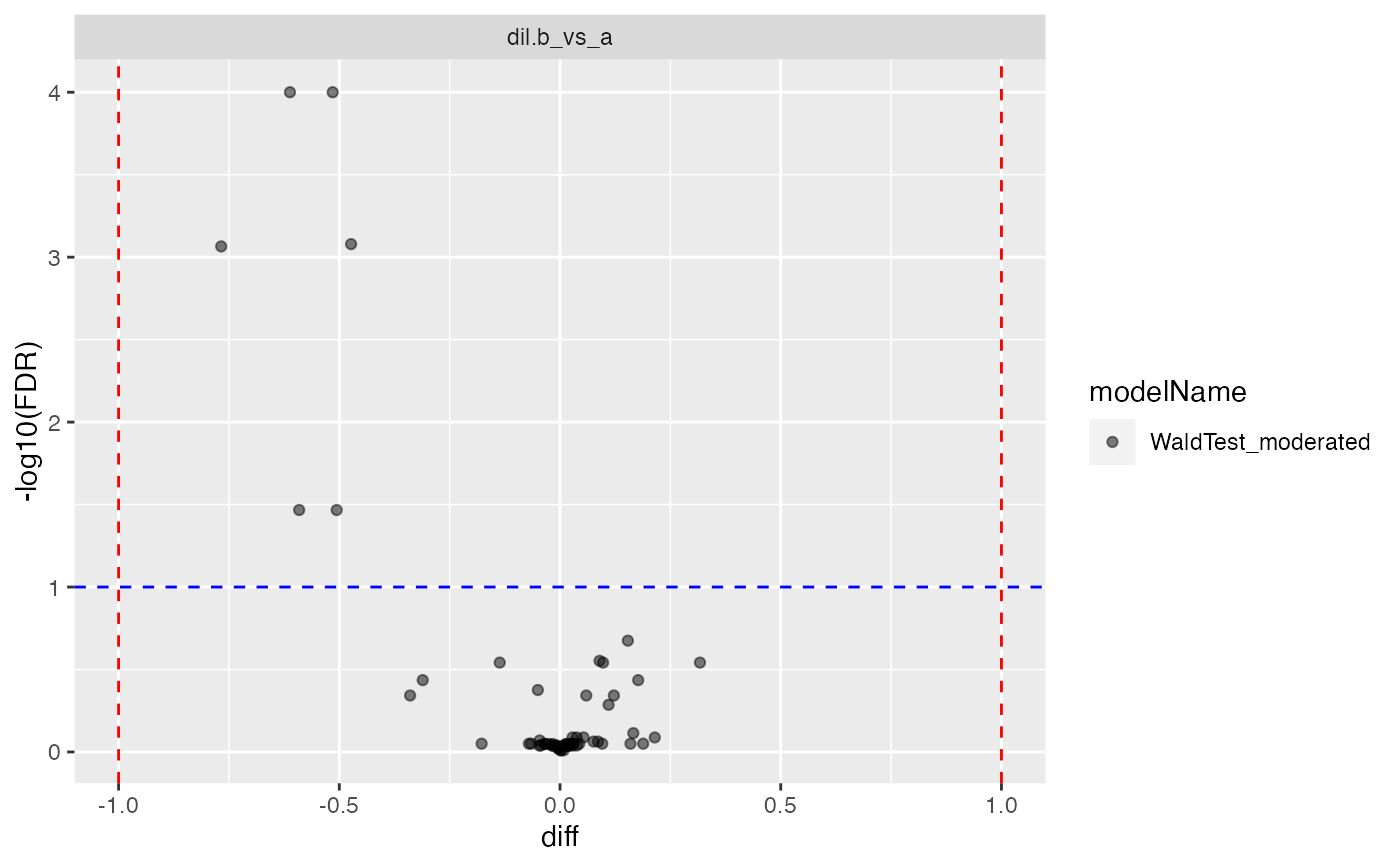 dil.b_vs_a
4
3
2
1
0
-log10(FDR)
-1.0
-0.5
0.0
0.5
1.0
diff
modelName
WaldTest_moderated